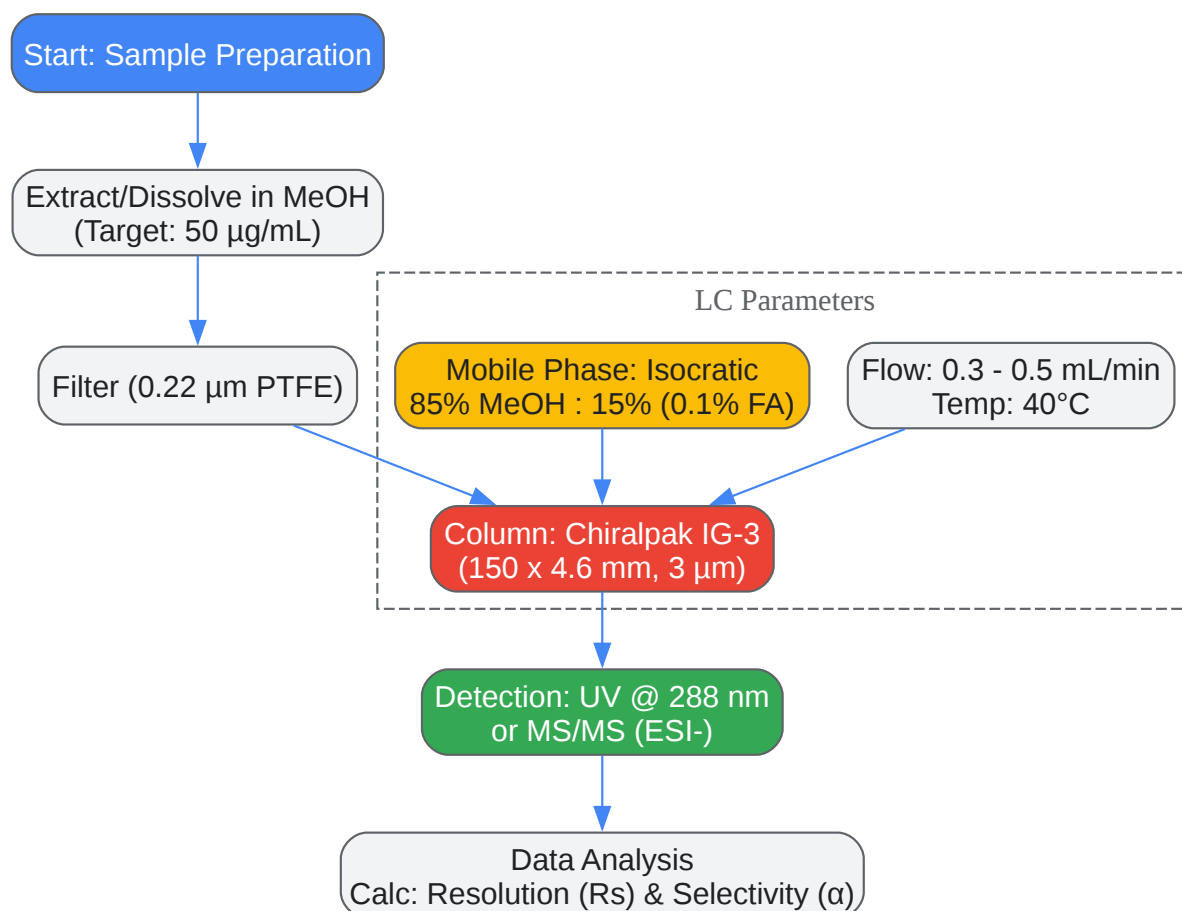 Start: Sample Preparation
Extract/Dissolve in MeOH
(Target: 50 µg/mL)
Filter (0.22 µm PTFE)
LC Parameters
Mobile Phase: Isocratic
85% MeOH : 15% (0.1% FA)
Flow: 0.3 - 0.5 mL/min
Temp: 40°C
Column: Chiralpak IG-3
(150 x 4.6 mm, 3 µm)
Detection: UV @ 288 nm
or MS/MS (ESI-)
Data Analysis
Calc: Resolution (Rs) & Selectivity (α)